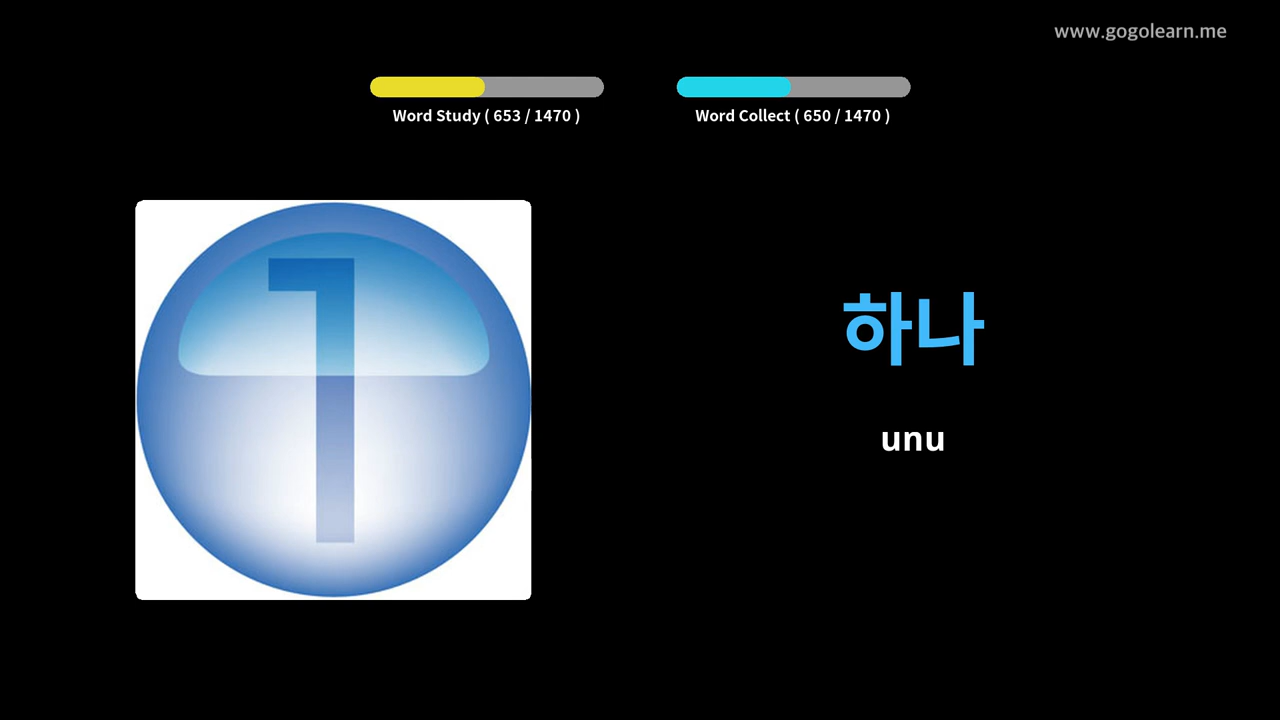 www.gogolearn.me
Word Study ( 653 / 1470 )
Word Collect ( 650 / 1470 )
1
하나
unu